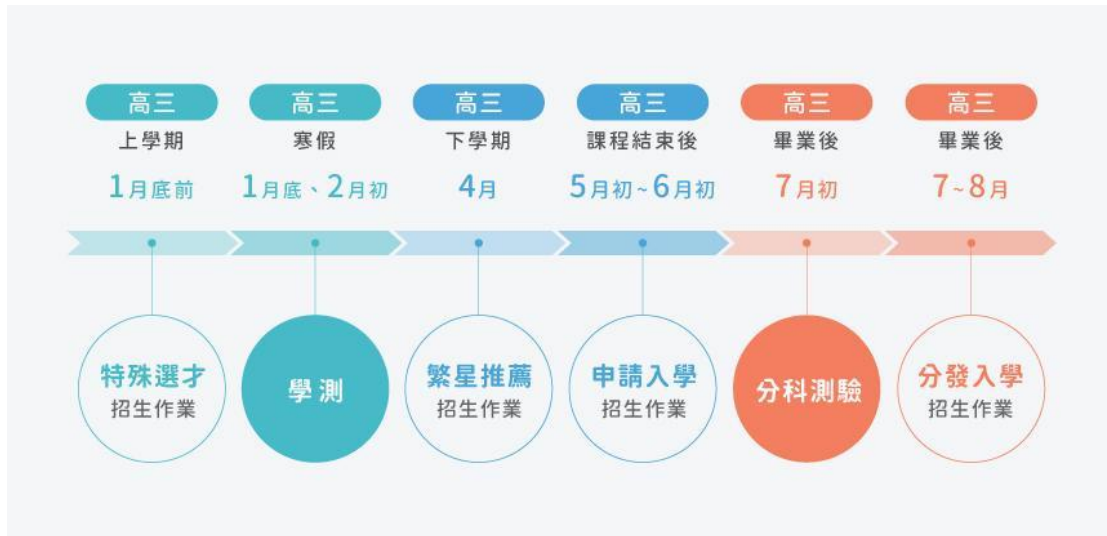 高三
上學期
1月底前
高三
寒假
1月底、2月初
高三
下學期
4月
高三
課程結束後
5月初~6月初
高三
畢業後
7月初
高三
畢業後
7~8月
特殊選才
招生作業
學測
繁星推薦
招生作業
申請入學
招生作業
分科測驗
分發入學
招生作業